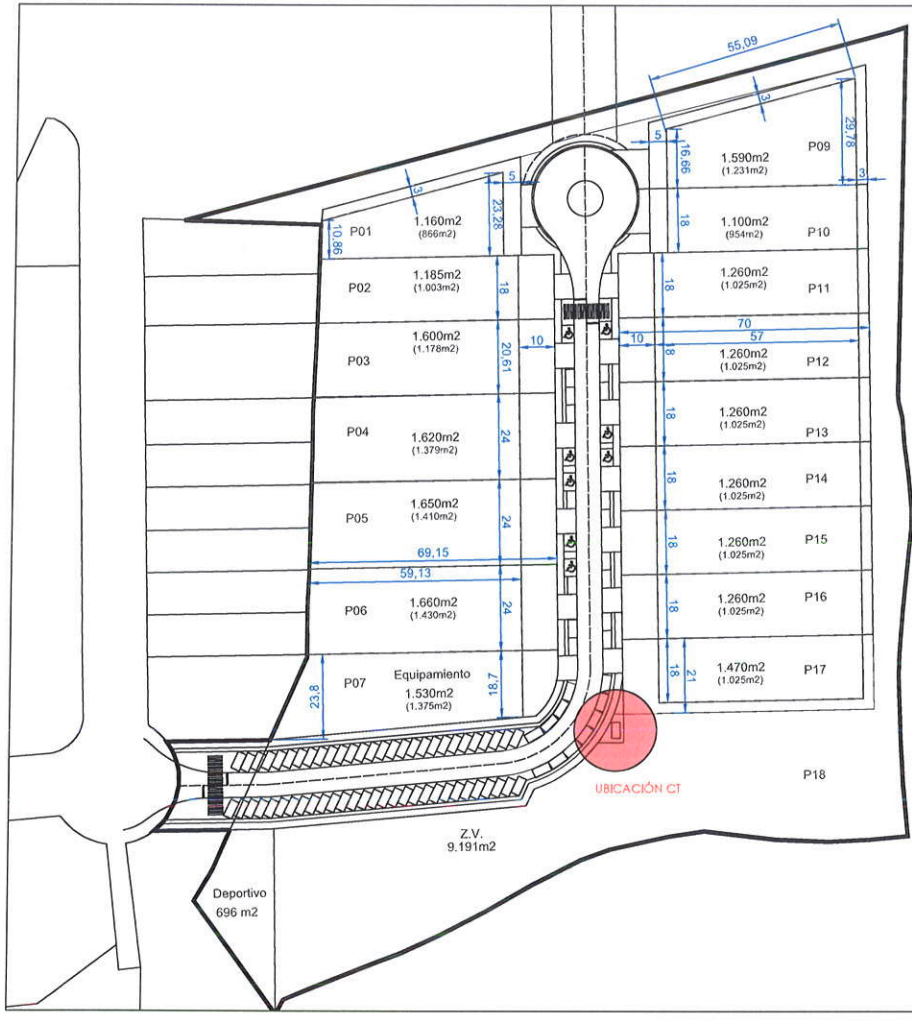 55,09
3
5
16,66
29,78
P09
1.590m2
(1.231m2)
3
3
5
23,28
10,86
P01
1.160m2
(866m2)
18
1.100m2
(954m2)
P10
P02
1.185m2
(1.003m2)
18
18
1.260m2
(1.025m2)
P11
P03
1.600m2
(1.178m2)
20,61
10
10
70
57
18
1.260m2
(1.025m2)
P12
P04
1.620m2
(1.379m2)
24
18
1.260m2
(1.025m2)
P13
18
1.260m2
(1.025m2)
P14
P05
1.650m2
(1.410m2)
24
18
1.260m2
(1.025m2)
P15
69,15
59,13
P06
1.660m2
(1.430m2)
24
18
1.260m2
(1.025m2)
P16
P07
Equipamiento
1.530m2
(1.375m2)
23,8
18,7
18
21
1.470m2
(1.025m2)
P17
UBICACIÓN CT
P18
Z.V.
9.191m2
Deportivo
696 m2